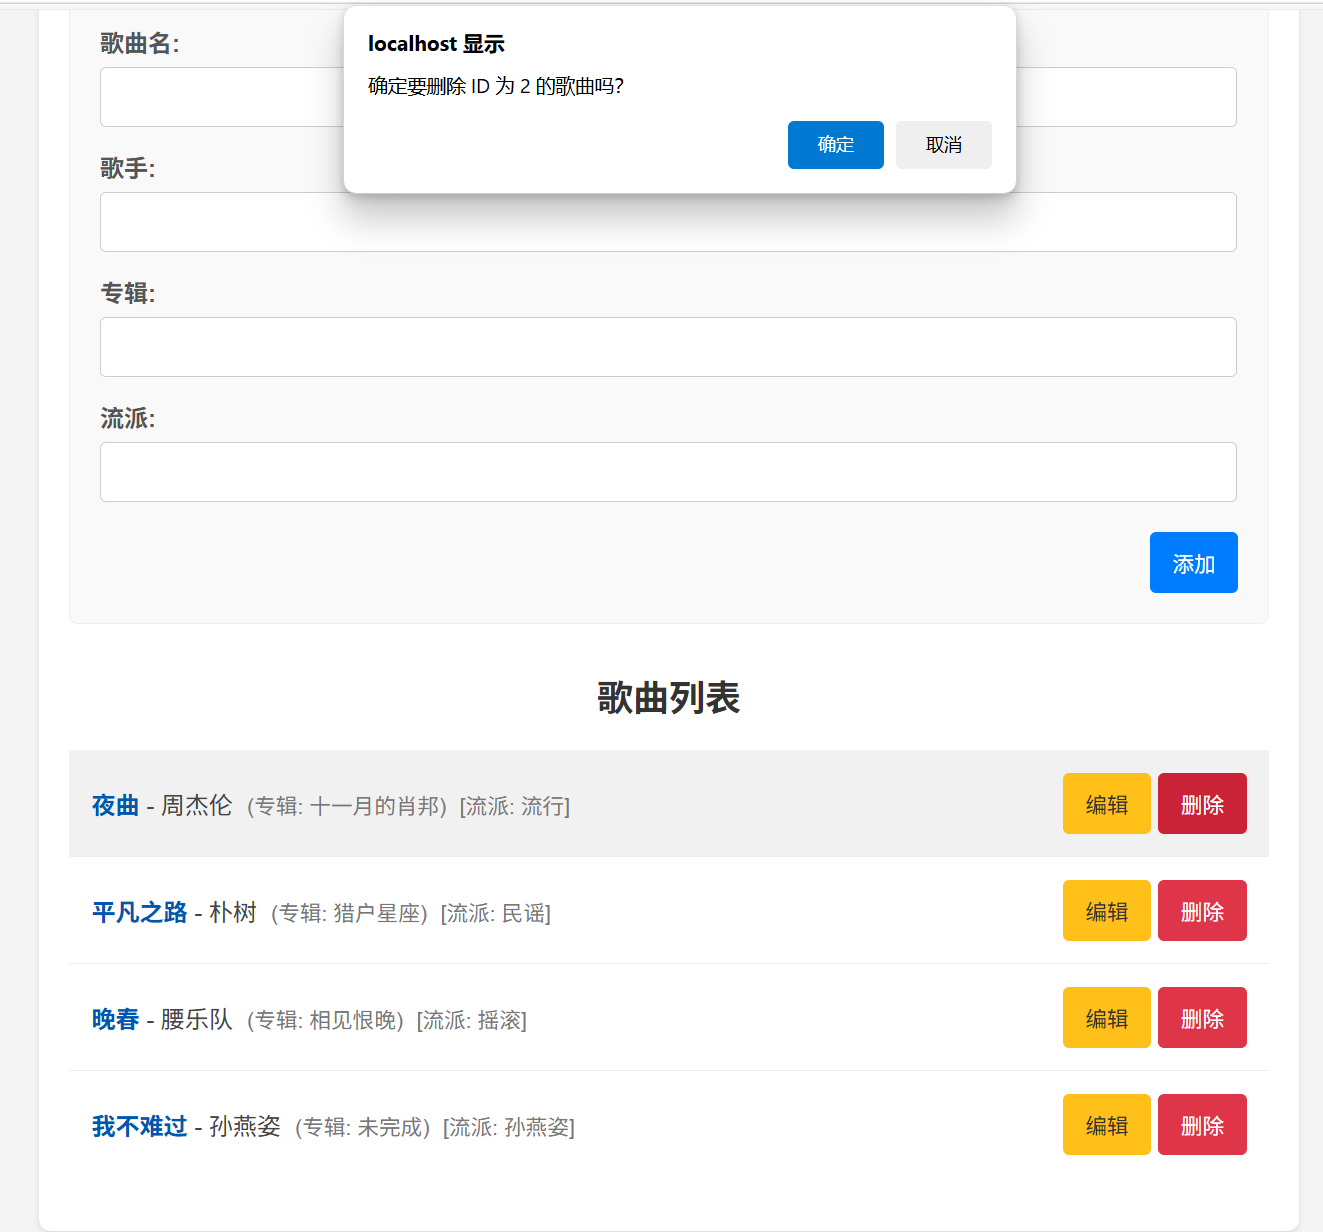 localhost 显示
确定要删除 ID 为 2 的歌曲吗?
确定 取消
歌曲名:
歌手:
专辑:
流派:
添加
歌曲列表
夜曲 - 周杰伦 (专辑: 十一月的肖邦) [流派: 流行] 编辑 删除
平凡之路 - 朴树 (专辑: 猎户星座) [流派: 民谣] 编辑 删除
晚春 - 腰乐队 (专辑: 相见恨晚) [流派: 摇滚] 编辑 删除
我不难过 - 孙燕姿 (专辑: 未完成) [流派: 孙燕姿] 编辑 删除